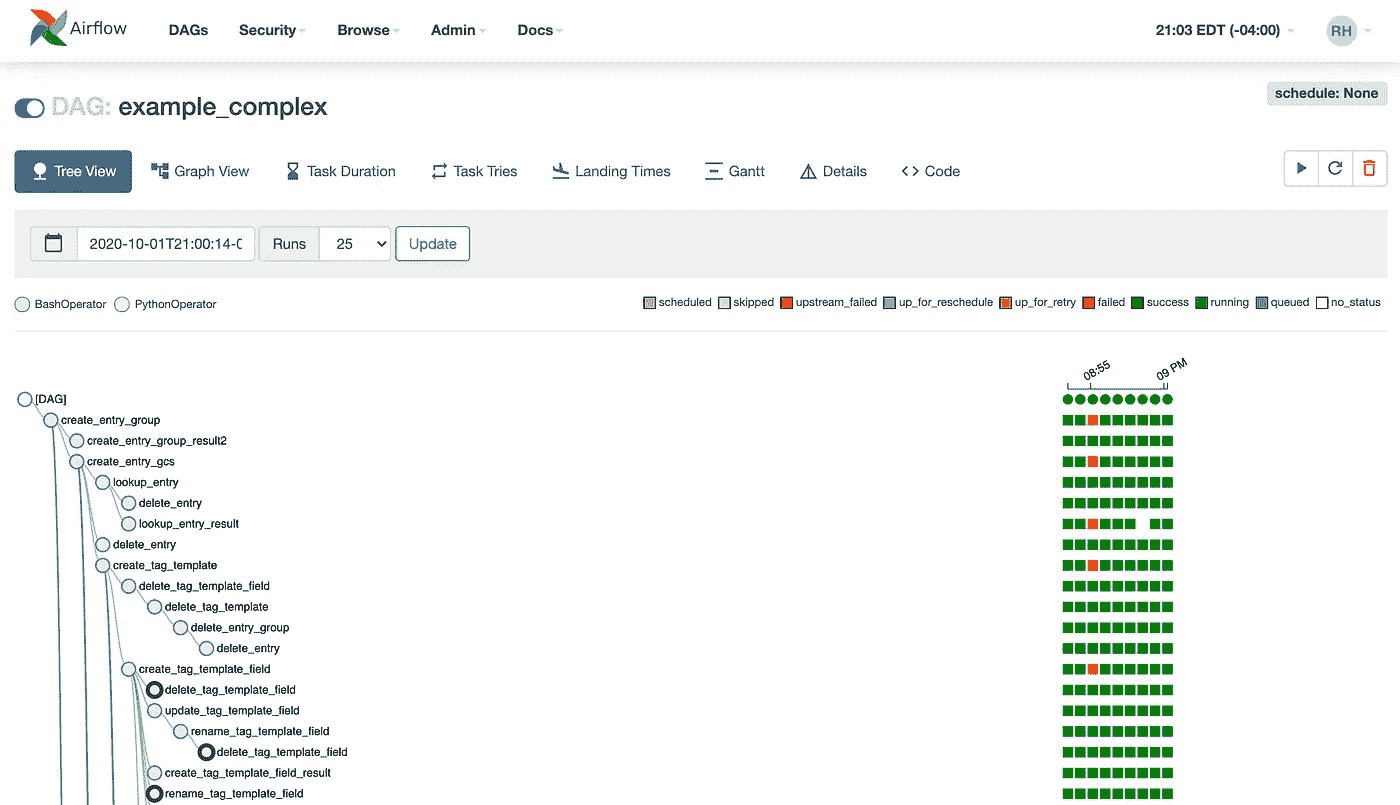 Airflow DAGs Security Browse Admin Docs 21:03 EDT (-04:00) RH
DAG: example_complex schedule: None
Tree View Graph View Task Duration Task Tries Landing Times Gantt Details Code
2020-10-01T21:00:14-0 Runs 25 Update
BashOperator PythonOperator scheduled skipped upstream_failed up_for_reschedule up_for_retry failed success running queued no_status
08:55 09 PM
[DAG]
create_entry_group
create_entry_group_result2
create_entry_gcs
lookup_entry
delete_entry
lookup_entry_result
delete_entry
create_tag_template
delete_tag_template_field
delete_tag_template
delete_entry_group
delete_entry
create_tag_template_field
delete_tag_template_field
update_tag_template_field
rename_tag_template_field
delete_tag_template_field
create_tag_template_field_result
rename_tag_template_field